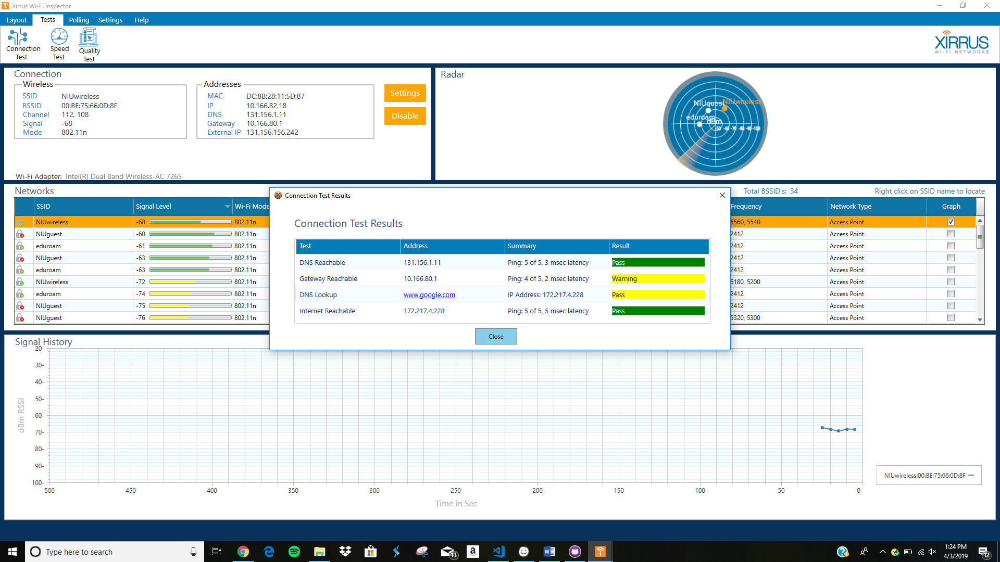 Xirrus Wi-Fi Inspector
Layout Tests Polling Settings Help
Connection Test
Speed Test
Quality Test
XIRRUS
WI-FI NETWORKS
Connection
Wireless
SSID NIUwireless
BSSID 00:BE:75:66:0D:8F
Channel 112, 108
Signal -68
Mode 802.11n
Addresses
MAC DC:8B:28:11:5D:87
IP 10.166.82.18
DNS 131.156.1.11
Gateway 10.166.80.1
External IP 131.156.156.242
Settings
Disable
Wi-Fi Adapter: Intel(R) Dual Band Wireless-AC 7265
Radar
NIUguest NIUwireless
eduroam dBm
-50 -60 -70 -80 -90 -100
Networks
Total BSSID's: 34 Right click on SSID name to locate
SSID Signal Level Wi-Fi Mode Frequency Network Type Graph
NIUwireless -68 802.11n 5560, 5540 Access Point
NIUguest -60 802.11n 2412 Access Point
eduroam -61 802.11n 2412 Access Point
NIUguest -63 802.11n 2412 Access Point
eduroam -63 802.11n 2412 Access Point
NIUwireless -72 802.11n 5180, 5200 Access Point
eduroam -74 802.11n 2412 Access Point
NIUguest -75 802.11n 2412 Access Point
NIUguest -76 802.11n 5320, 5300 Access Point
Connection Test Results
Connection Test Results
Test Address Summary Result
DNS Reachable 131.156.1.11 Ping: 5 of 5, 3 msec latency Pass
Gateway Reachable 10.166.80.1 Ping: 4 of 5, 2 msec latency Warning
DNS Lookup www.google.com IP Address: 172.217.4.228 Pass
Internet Reachable 172.217.4.228 Ping: 5 of 5, 5 msec latency Pass
Close
Signal History
20-
30-
40-
50-
60-
70-
80-
90-
100-
dBm RSSI
500 450 400 350 300 250 200 150 100 50 0
Time in Sec
NIUwireless:00:BE:75:66:0D:8F
Type here to search
13
1:24 PM
4/3/2019
12